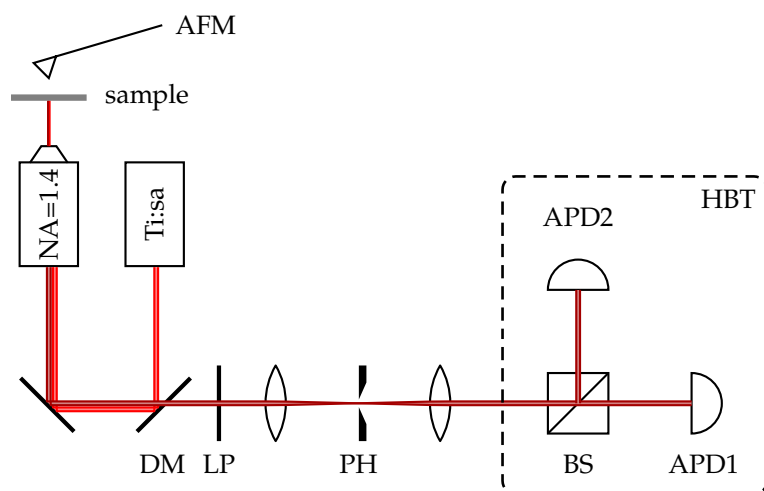 AFM
sample
NA=1.4
Ti:sa
HBT
APD2
DM
LP
PH
BS
APD1